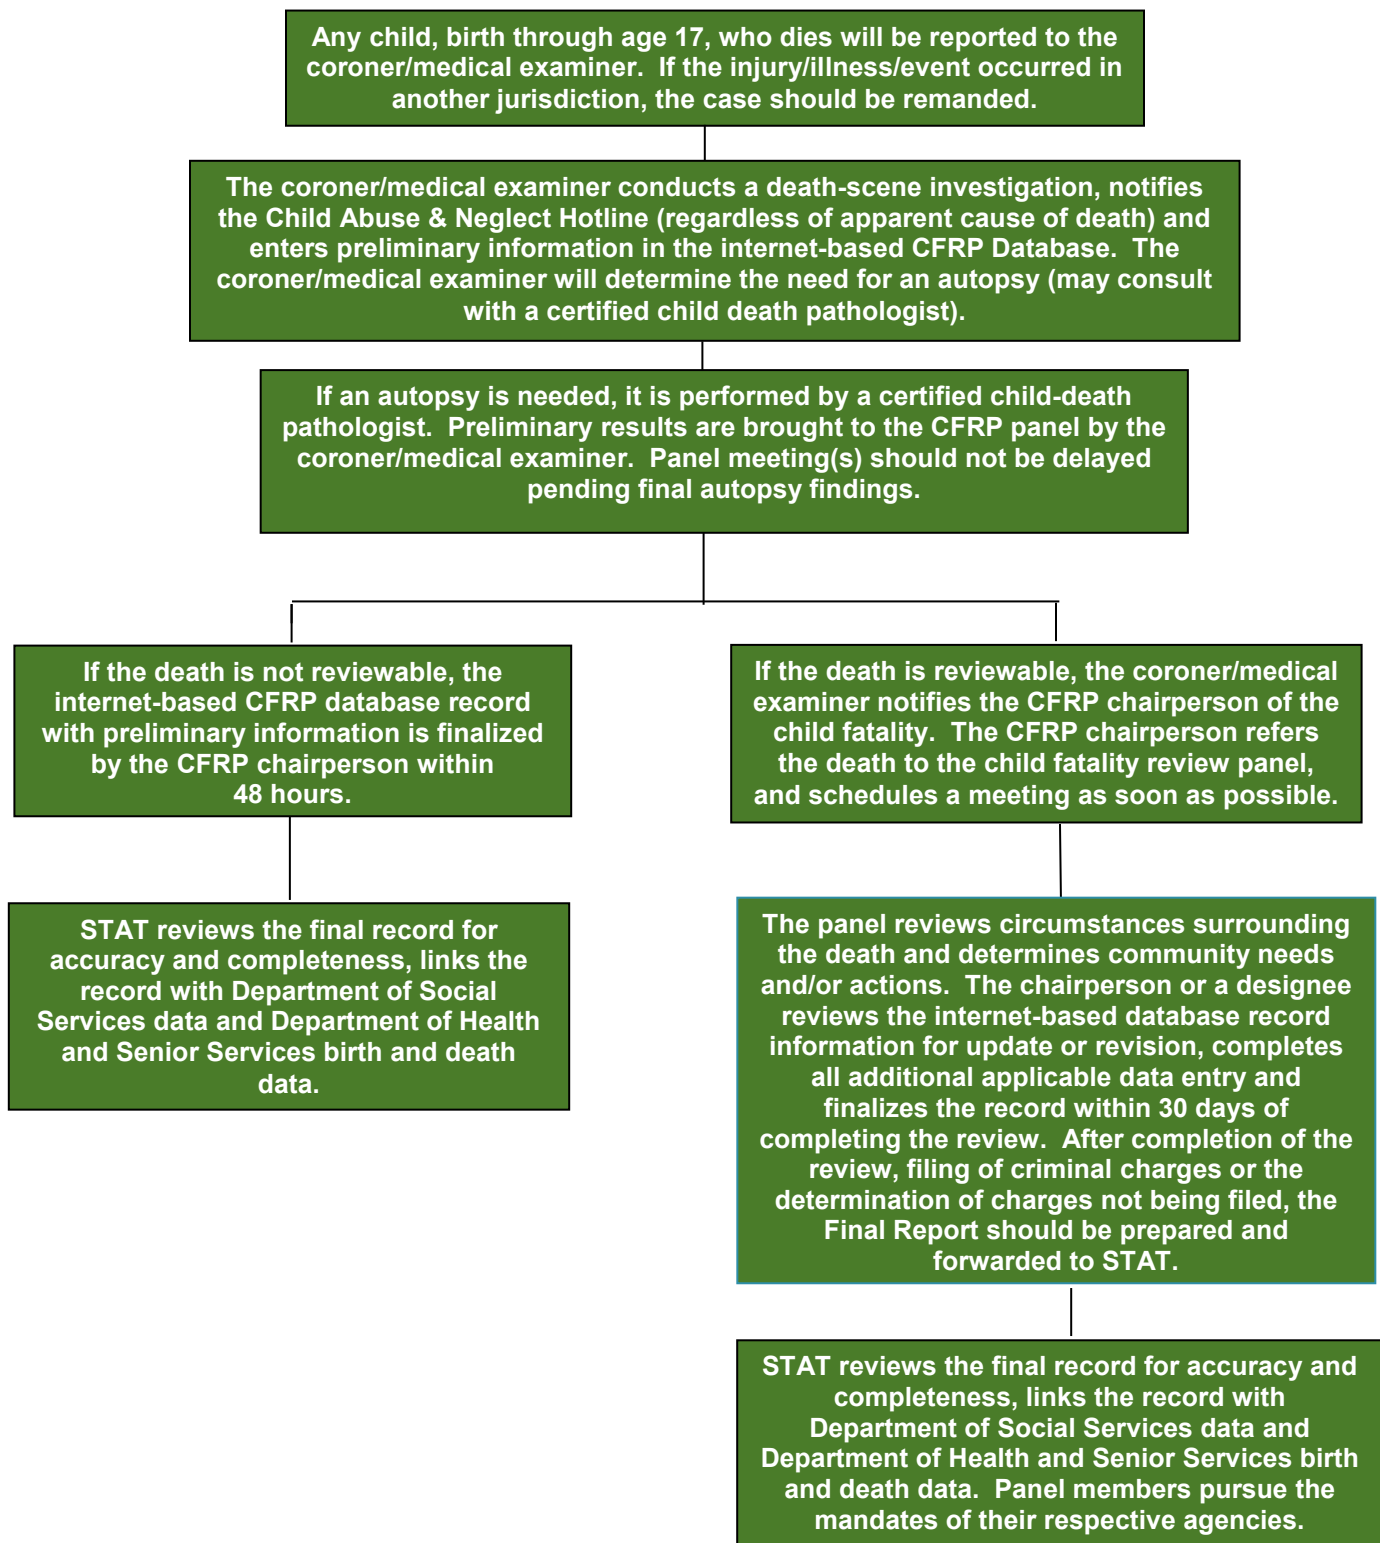 Any child, birth through age 17, who dies will be reported to the
coroner/medical examiner.  If the injury/illness/event occurred in
another jurisdiction, the case should be remanded.
The coroner/medical examiner conducts a death-scene investigation, notifies
the Child Abuse & Neglect Hotline (regardless of apparent cause of death) and
enters preliminary information in the internet-based CFRP Database.  The
coroner/medical examiner will determine the need for an autopsy (may consult
with a certified child death pathologist).
If an autopsy is needed, it is performed by a certified child-death
pathologist.  Preliminary results are brought to the CFRP panel by the
coroner/medical examiner.  Panel meeting(s) should not be delayed
pending final autopsy findings.
If the death is not reviewable, the
internet-based CFRP database record
with preliminary information is finalized
by the CFRP chairperson within
48 hours.
STAT reviews the final record for
accuracy and completeness, links the
record with Department of Social
Services data and Department of Health
and Senior Services birth and death
data.
If the death is reviewable, the coroner/medical
examiner notifies the CFRP chairperson of the
child fatality.  The CFRP chairperson refers
the death to the child fatality review panel,
and schedules a meeting as soon as possible.
The panel reviews circumstances surrounding
the death and determines community needs
and/or actions.  The chairperson or a designee
reviews the internet-based database record
information for update or revision, completes
all additional applicable data entry and
finalizes the record within 30 days of
completing the review.  After completion of the
review, filing of criminal charges or the
determination of charges not being filed, the
Final Report should be prepared and
forwarded to STAT.
STAT reviews the final record for accuracy and
completeness, links the record with
Department of Social Services data and
Department of Health and Senior Services birth
and death data.  Panel members pursue the
mandates of their respective agencies.